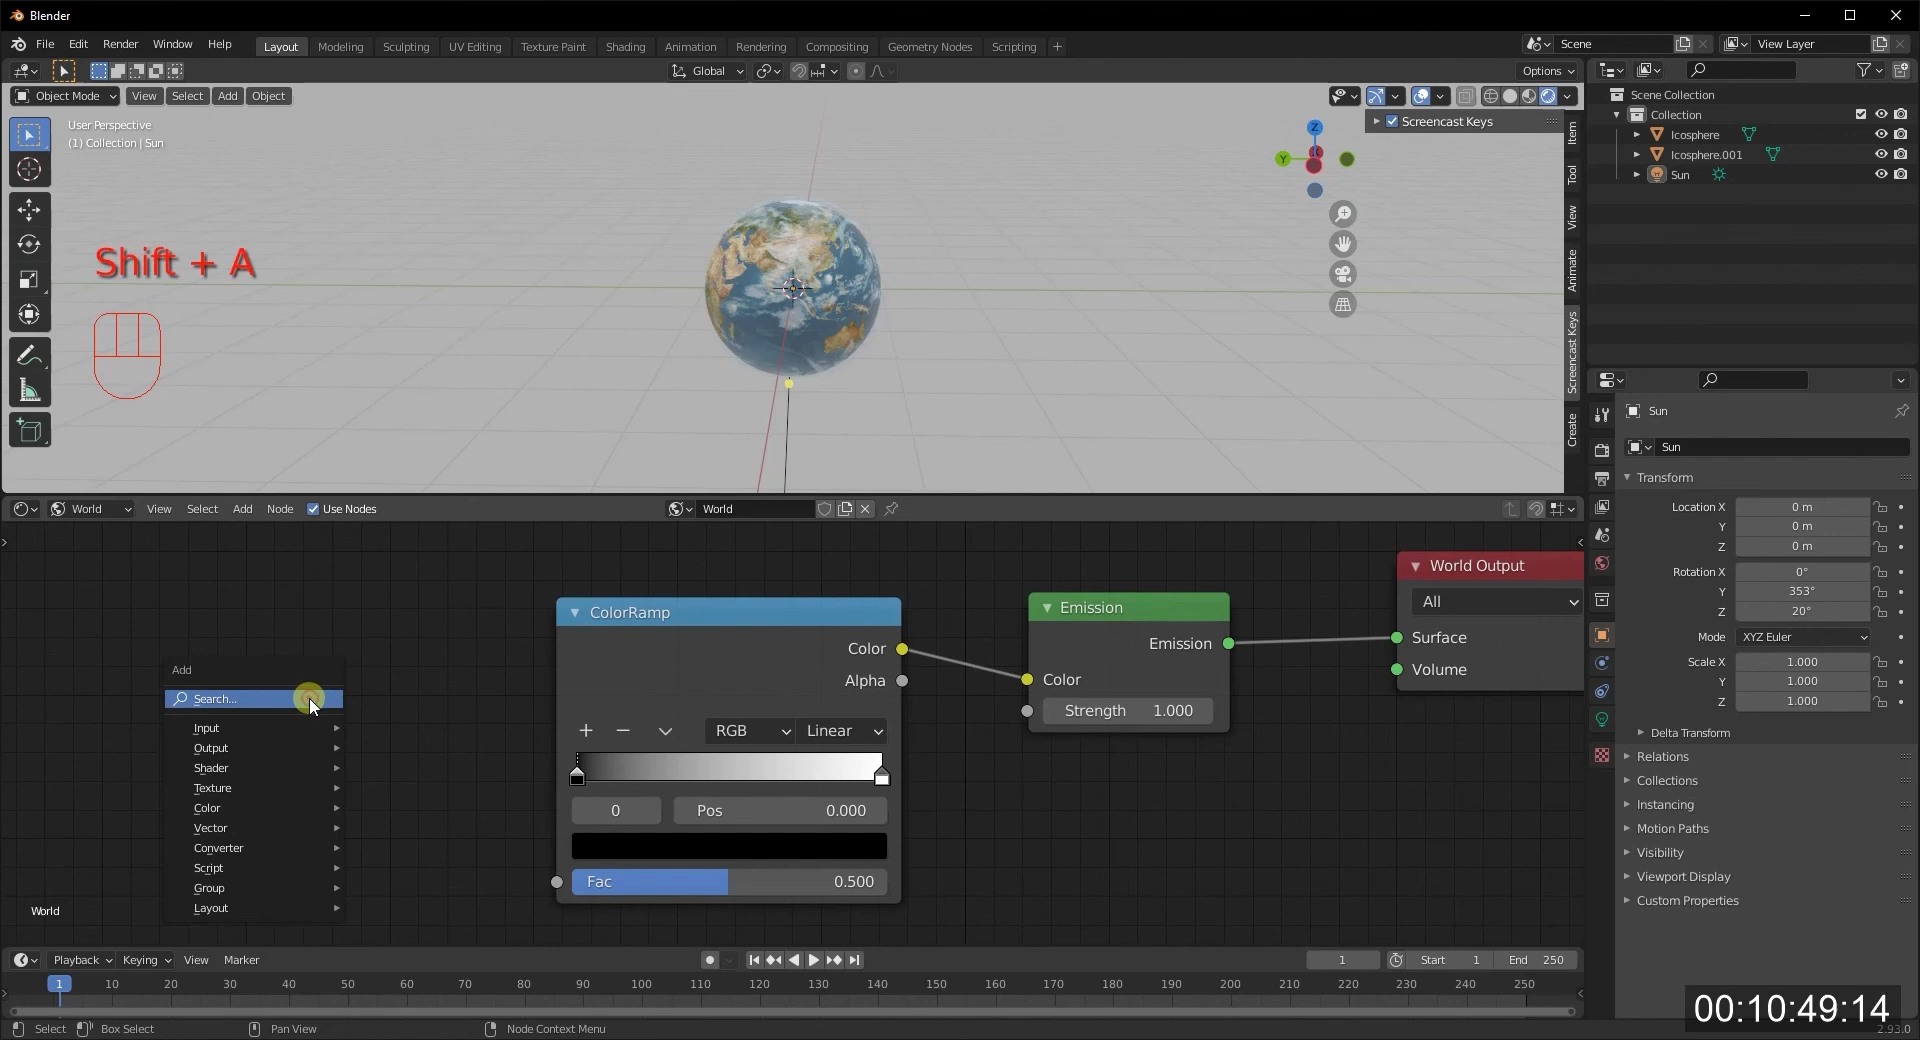 Blender
File Edit Render Window Help
Layout Modeling Sculpting UV Editing Texture Paint Shading Animation Rendering Compositing Geometry Nodes Scripting +
Scene
View Layer
Global
Options
Object Mode View Select Add Object
User Perspective
(1) Collection | Sun
Shift + A
Z
Y
Screencast Keys
Item
Tool
View
Animate
Screencast Keys
Create
Scene Collection
Collection
Icosphere
Icosphere.001
Sun
Sun
Sun
Transform
Location X 0 m
Y 0 m
Z 0 m
Rotation X 0°
Y 353°
Z 20°
Mode XYZ Euler
Scale X 1.000
Y 1.000
Z 1.000
Delta Transform
Relations
Collections
Instancing
Motion Paths
Visibility
Viewport Display
Custom Properties
World View Select Add Node Use Nodes
World
Add
Search...
Input
Output
Shader
Texture
Color
Vector
Converter
Script
Group
Layout
World
ColorRamp
Color
Alpha
RGB Linear
0 Pos 0.000
Fac 0.500
Emission
Emission
Color
Strength 1.000
World Output
All
Surface
Volume
Playback Keying View Marker
1 Start 1 End 250
1 10 20 30 40 50 60 70 80 90 100 110 120 130 140 150 160 170 180 190 200 210 220 230 240 250
Select Box Select Pan View Node Context Menu
00:10:49:14
2.93.0